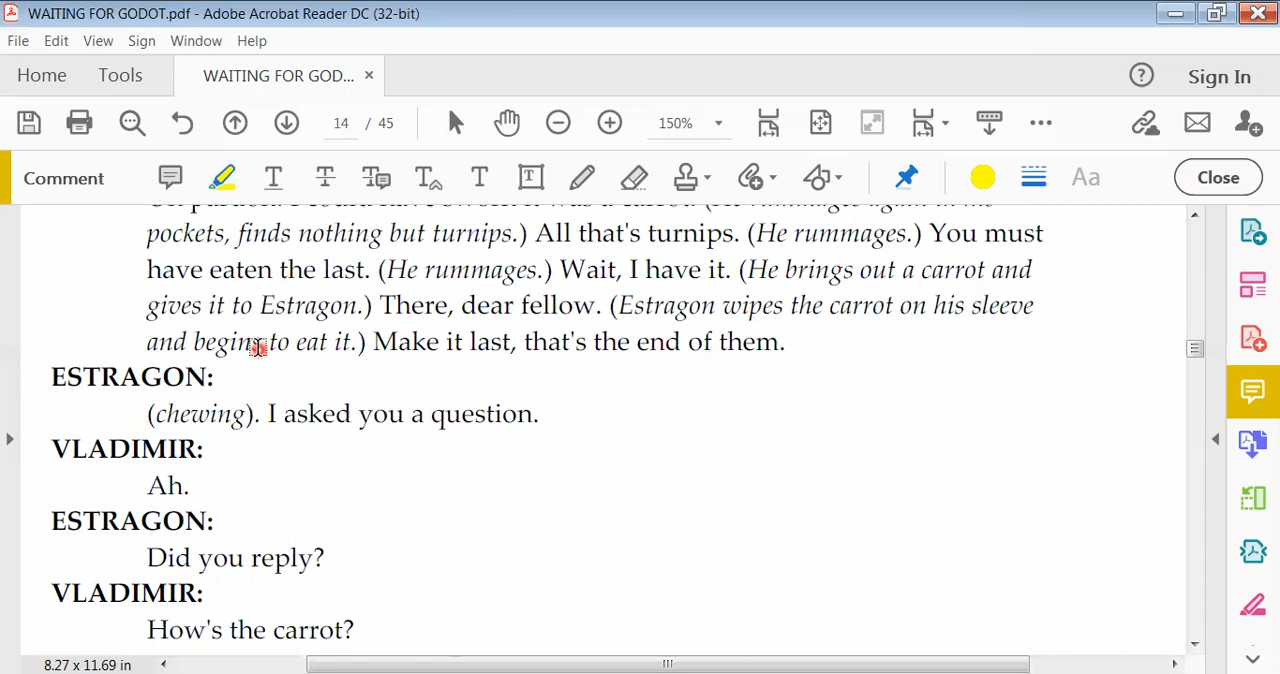 WAITING FOR GODOT.pdf - Adobe Acrobat Reader DC (32-bit)
File Edit View Sign Window Help
Home Tools WAITING FOR GOD... × Sign In
14 / 45 150%
Comment Aa Close
pockets, finds nothing but turnips.) All that's turnips. (He rummages.) You must
have eaten the last. (He rummages.) Wait, I have it. (He brings out a carrot and
gives it to Estragon.) There, dear fellow. (Estragon wipes the carrot on his sleeve
and begins to eat it.) Make it last, that's the end of them.
ESTRAGON:
(chewing). I asked you a question.
VLADIMIR:
Ah.
ESTRAGON:
Did you reply?
VLADIMIR:
How's the carrot?
8.27 x 11.69 in